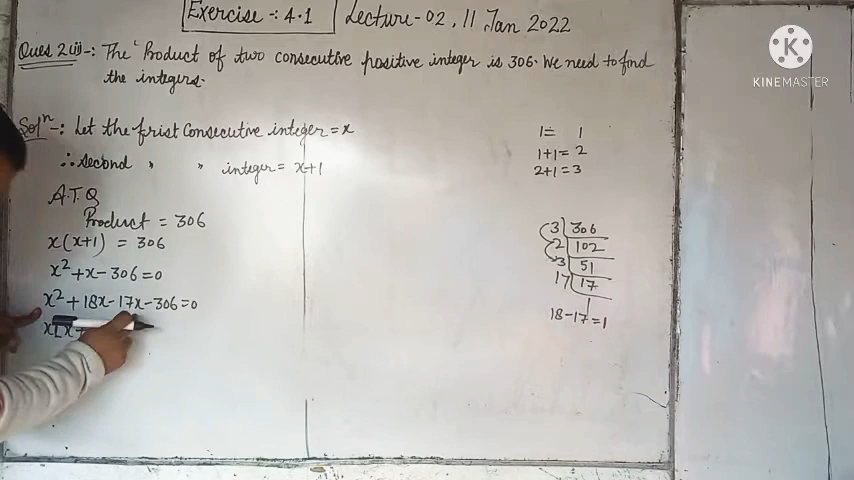 Exercise :- 4.1 Lecture-02, 11 Jan 2022
Ques 2(ii)-: The Product of two consecutive positive integer is 306. We need to find
the integers.
Solⁿ-: Let the frist Consecutive integer = x
∴ second " " integer = x+1
A.T.Q
Product = 306
x(x+1) = 306
x²+x-306=0
x²+18x-17x-306=0
x[x+
1= 1
1+1= 2
2+1=3
3 | 306
2 | 102
3 | 51
17 | 17
1
18-17=1
K
KINEMASTER